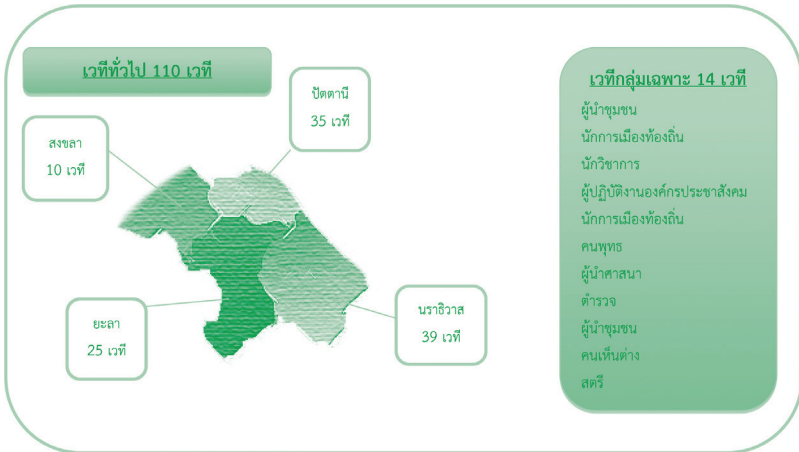 เวทีทั่วไป 110 เวที
ปัตตานี
35 เวที
สงขลา
10 เวที
ยะลา
25 เวที
นราธิวาส
39 เวที
เวทีกลุ่มเฉพาะ 14 เวที
ผู้นำชุมชน
นักการเมืองท้องถิ่น
นักวิชาการ
ผู้ปฏิบัติงานองค์กรประชาสังคม
นักการเมืองท้องถิ่น
คนพุทธ
ผู้นำศาสนา
ตำรวจ
ผู้นำชุมชน
คนเห็นต่าง
สตรี